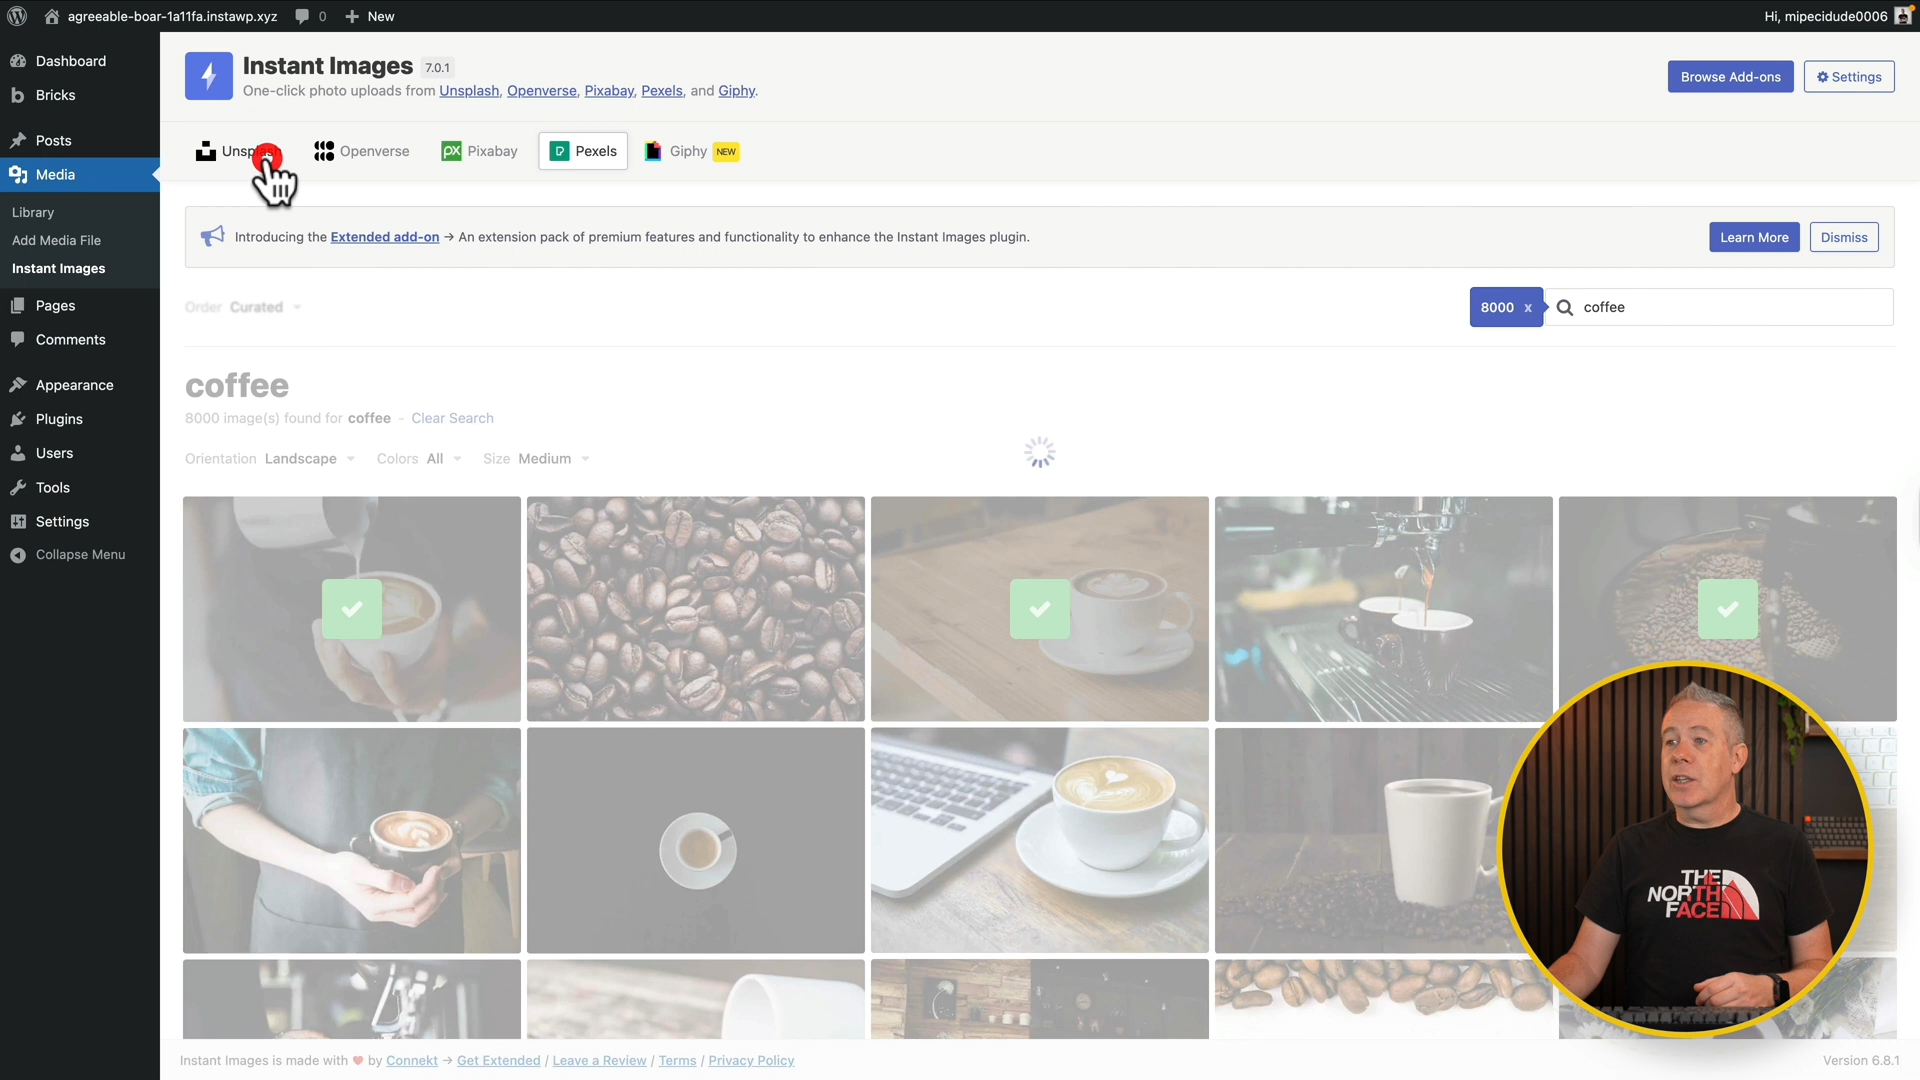 agreeable-boar-1a11fa.instawp.xyz 0 New Hi, mipecidude0006
Dashboard
Bricks
Posts
Media
Library
Add Media File
Instant Images
Pages
Comments
Appearance
Plugins
Users
Tools
Settings
Collapse Menu
Instant Images 7.0.1
One-click photo uploads from Unsplash, Openverse, Pixabay, Pexels, and Giphy.
Browse Add-ons Settings
Unsplash Openverse Pixabay Pexels Giphy NEW
Introducing the Extended add-on → An extension pack of premium features and functionality to enhance the Instant Images plugin. Learn More Dismiss
Order Curated 8000 x coffee
coffee
8000 image(s) found for coffee - Clear Search
Orientation Landscape Colors All Size Medium
THE
NORTH
FACE
Instant Images is made with ♥ by Connekt → Get Extended / Leave a Review / Terms / Privacy Policy Version 6.8.1